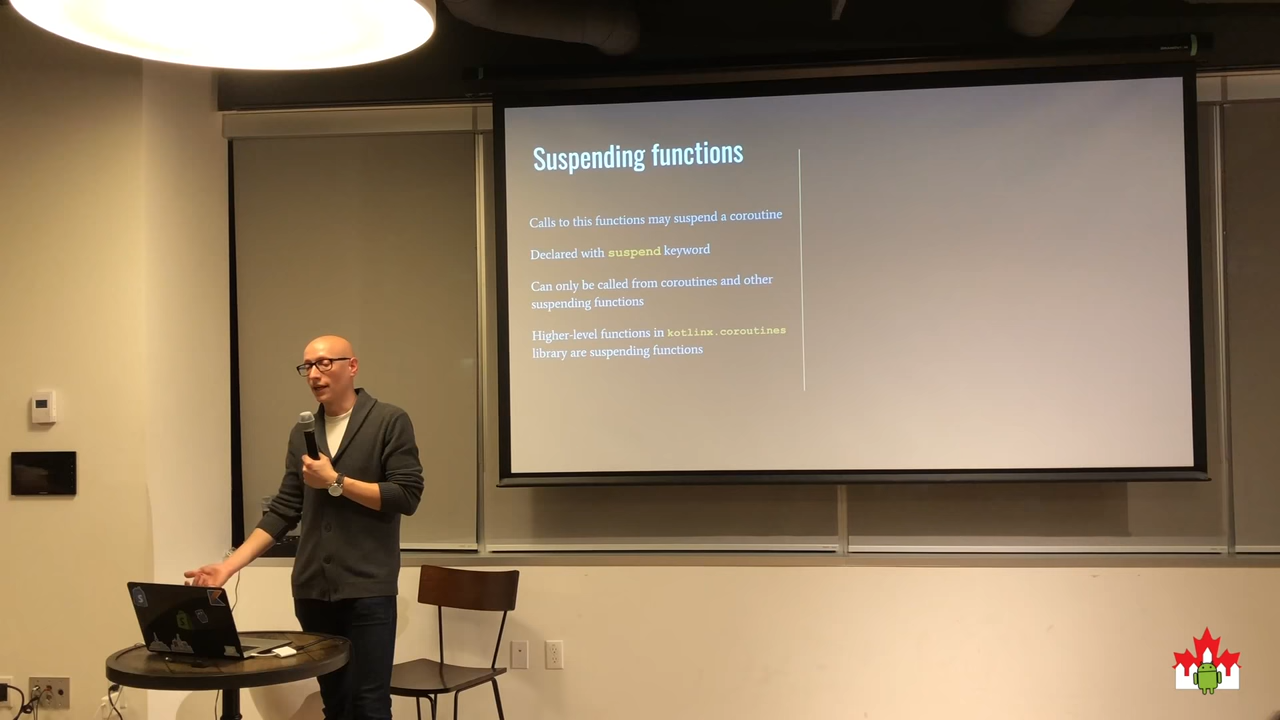 Suspending functions
Calls to this functions may suspend a coroutine
Declared with suspend keyword
Can only be called from coroutines and other
suspending functions
Higher-level functions in kotlinx.coroutines
library are suspending functions